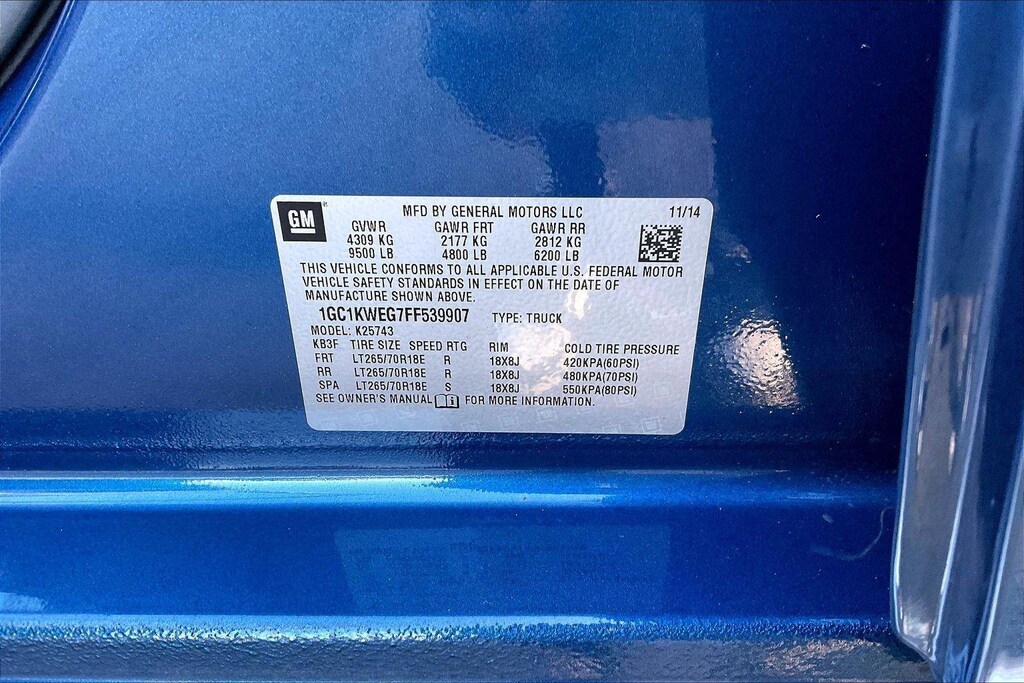 GM
MFD BY GENERAL MOTORS LLC 11/14
GVWR GAWR FRT GAWR RR
4309 KG 2177 KG 2812 KG
9500 LB 4800 LB 6200 LB
THIS VEHICLE CONFORMS TO ALL APPLICABLE U.S. FEDERAL MOTOR
VEHICLE SAFETY STANDARDS IN EFFECT ON THE DATE OF
MANUFACTURE SHOWN ABOVE.
1GC1KWEG7FF539907 TYPE: TRUCK
MODEL: K25743
KB3F TIRE SIZE SPEED RTG RIM COLD TIRE PRESSURE
FRT LT265/70R18E R 18X8J 420KPA(60PSI)
RR LT265/70R18E R 18X8J 480KPA(70PSI)
SPA LT265/70R18E S 18X8J 550KPA(80PSI)
SEE OWNER'S MANUAL FOR MORE INFORMATION.